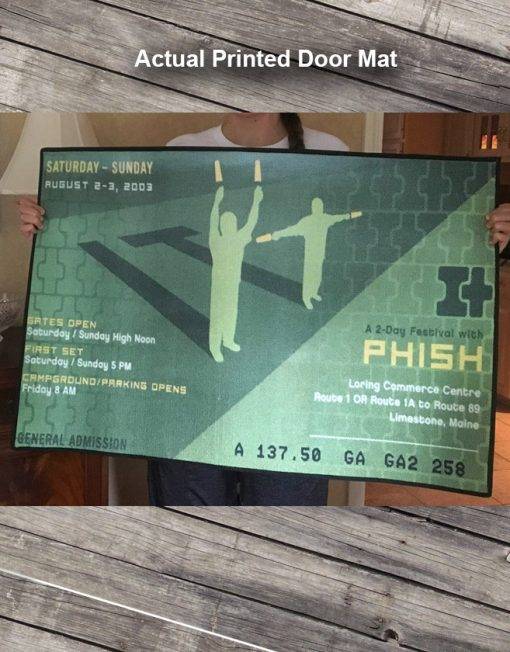 Actual Printed Door Mat
SATURDAY - SUNDAY
AUGUST 2-3, 2003
GATES OPEN
Saturday / Sunday High Noon
FIRST SET
Saturday / Sunday 5 PM
CAMPGROUND/PARKING OPENS
Friday 8 AM
GENERAL ADMISSION
It
A 2-Day Festival with
PHISH
Loring Commerce Centre
Route 1 OR Route 1A to Route 89
Limestone, Maine
A 137.50 GA GA2 258